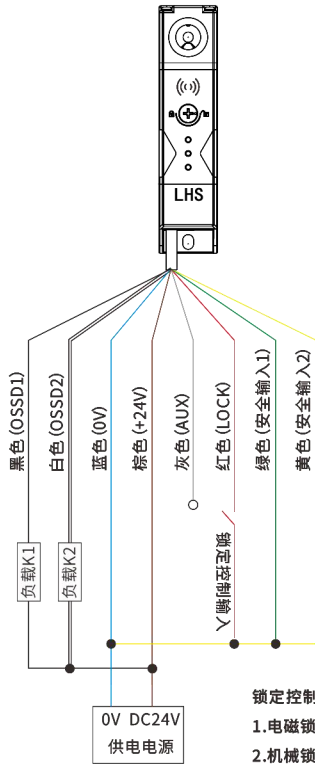 LHS
黑色(OSSD1)
白色(OSSD2)
蓝色(0V)
棕色(+24V)
灰色(AUX)
红色(LOCK)
绿色(安全输入1)
黄色(安全输入2)
负载K1
负载K2
锁定控制输入
0V DC24V
供电电源
锁定控制
1.电磁锁
2.机械锁